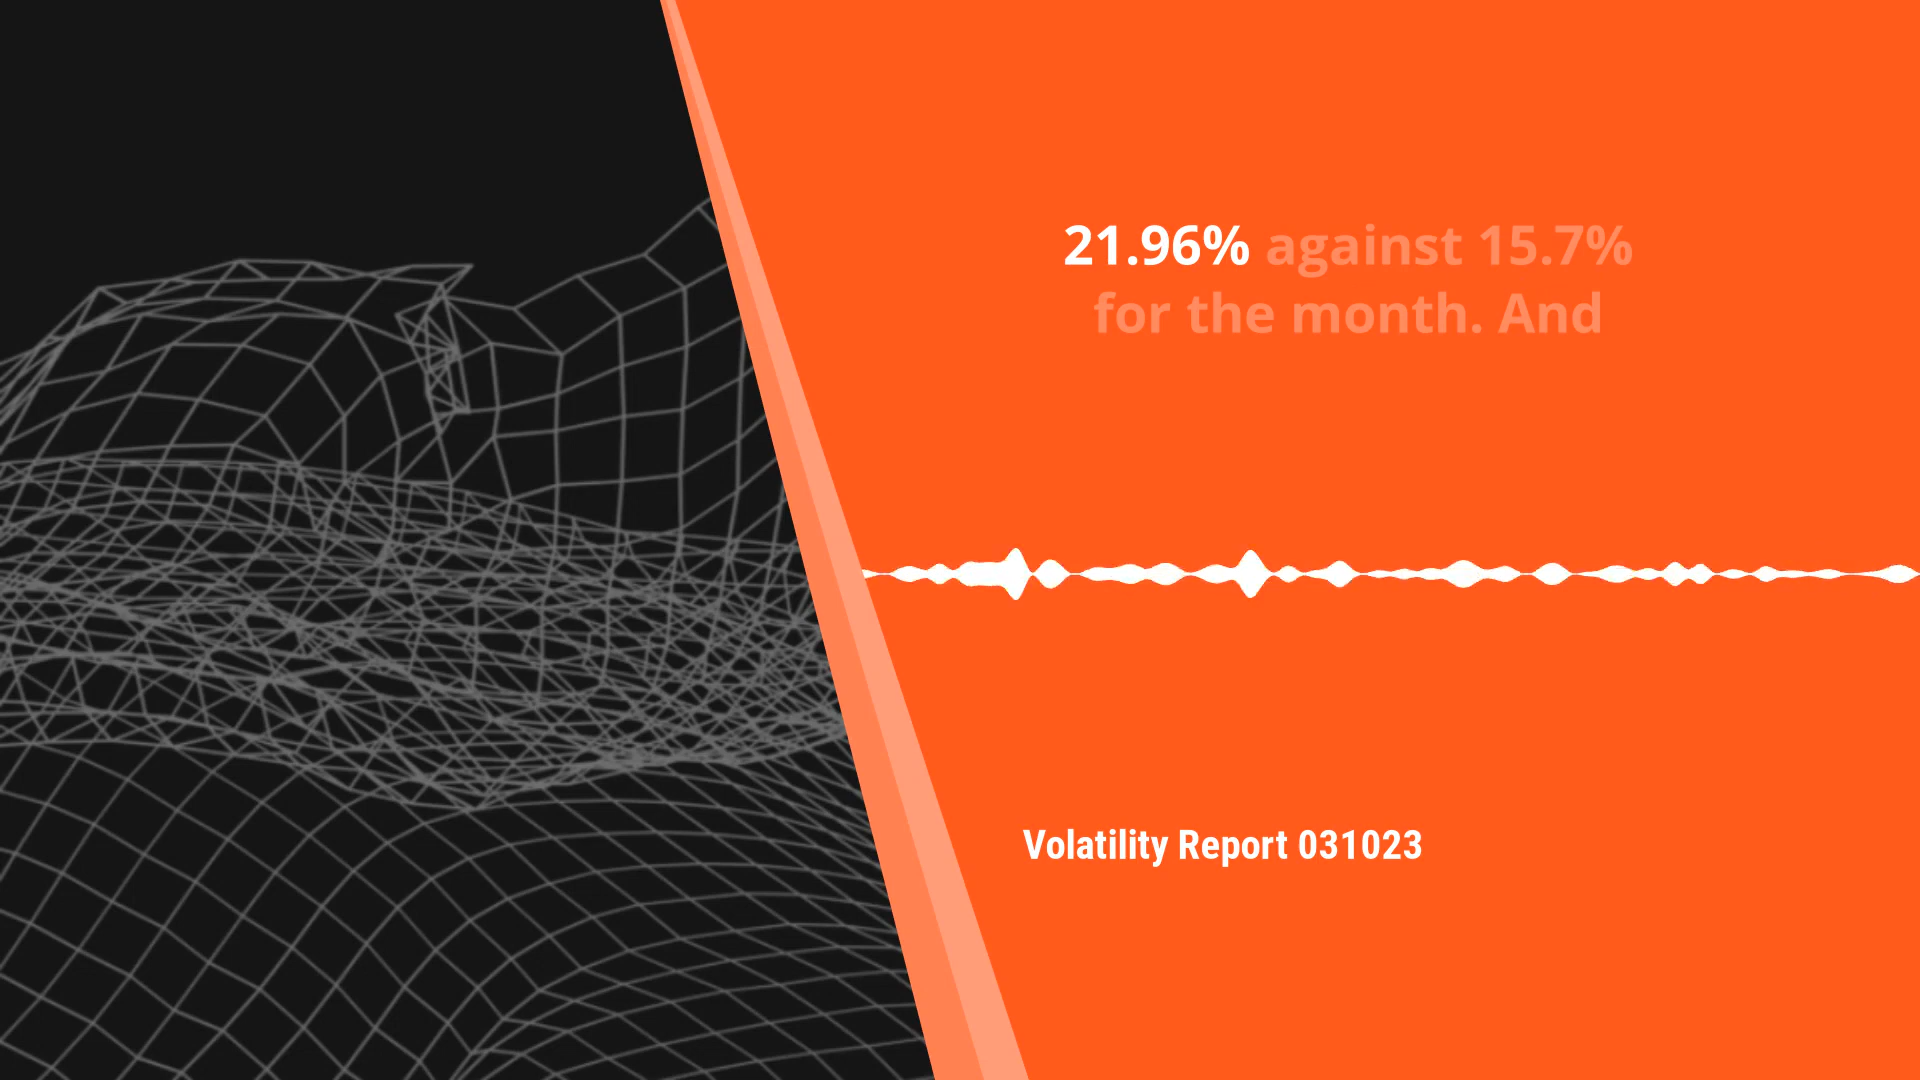 21.96% against 15.7%
for the month. And
Volatility Report 031023